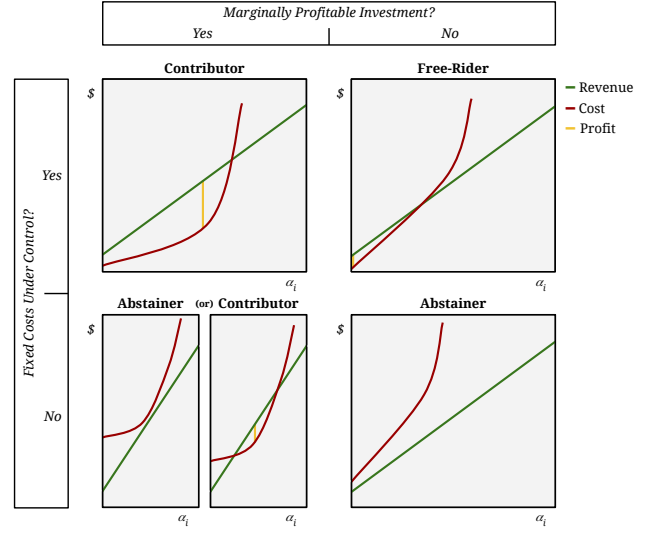 Marginally Profitable Investment?
Yes No
Contributor Free-Rider
$ $
Revenue
Cost
Profit
Fixed Costs Under Control?
Yes
αi αi
Abstainer (or) Contributor Abstainer
$ $
No
αi αi αi